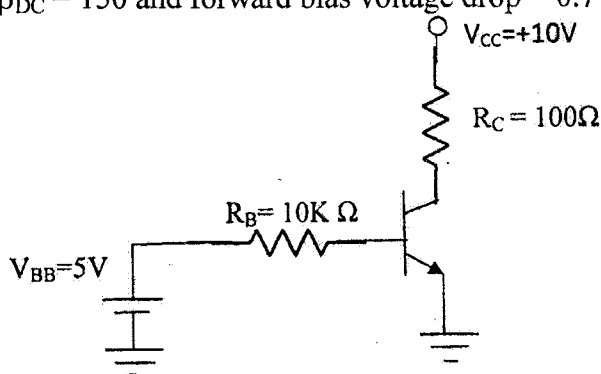 βDC = 150 and forward bias voltage drop = 0.7
VCC=+10V
RC = 100Ω
RB= 10K Ω
VBB=5V